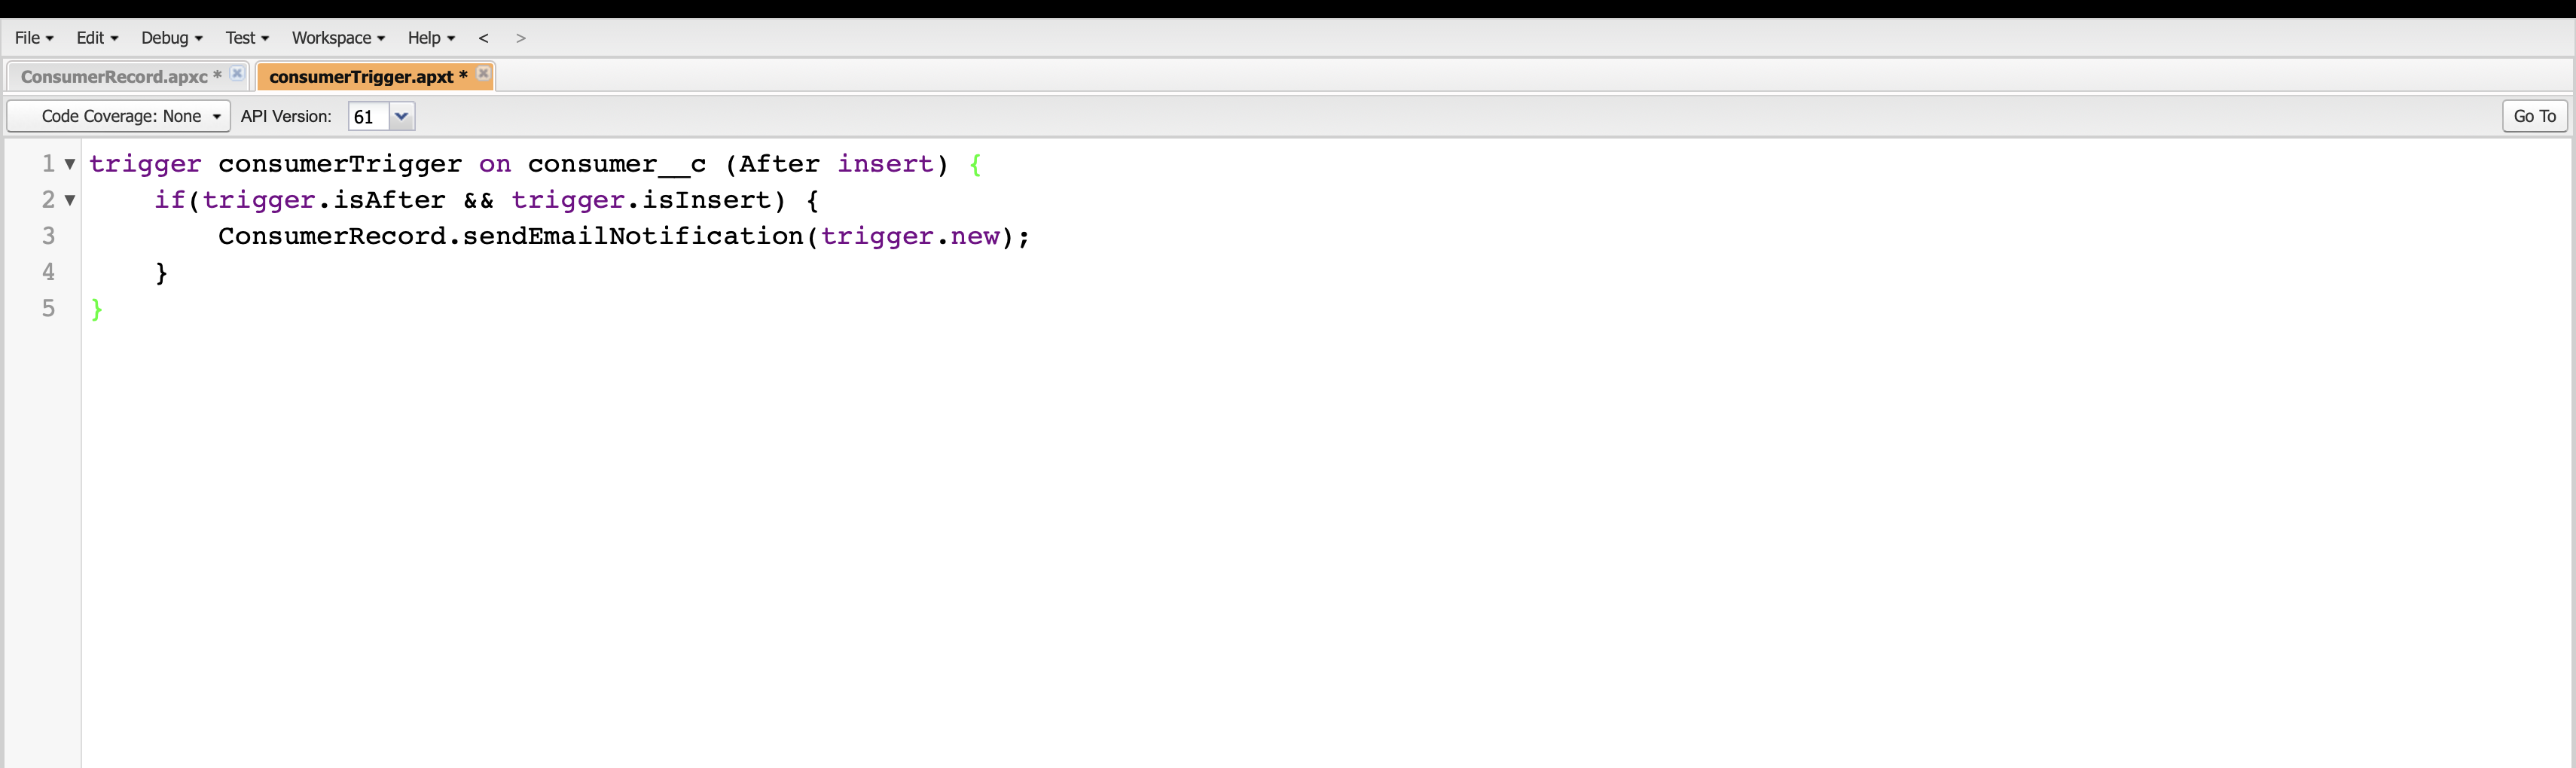 File Edit Debug Test Workspace Help < >
ConsumerRecord.apxc * consumerTrigger.apxt *
Code Coverage: None API Version: 61 Go To
1 trigger consumerTrigger on consumer__c (After insert) {
2 if(trigger.isAfter && trigger.isInsert) {
3 ConsumerRecord.sendEmailNotification(trigger.new);
4 }
5 }